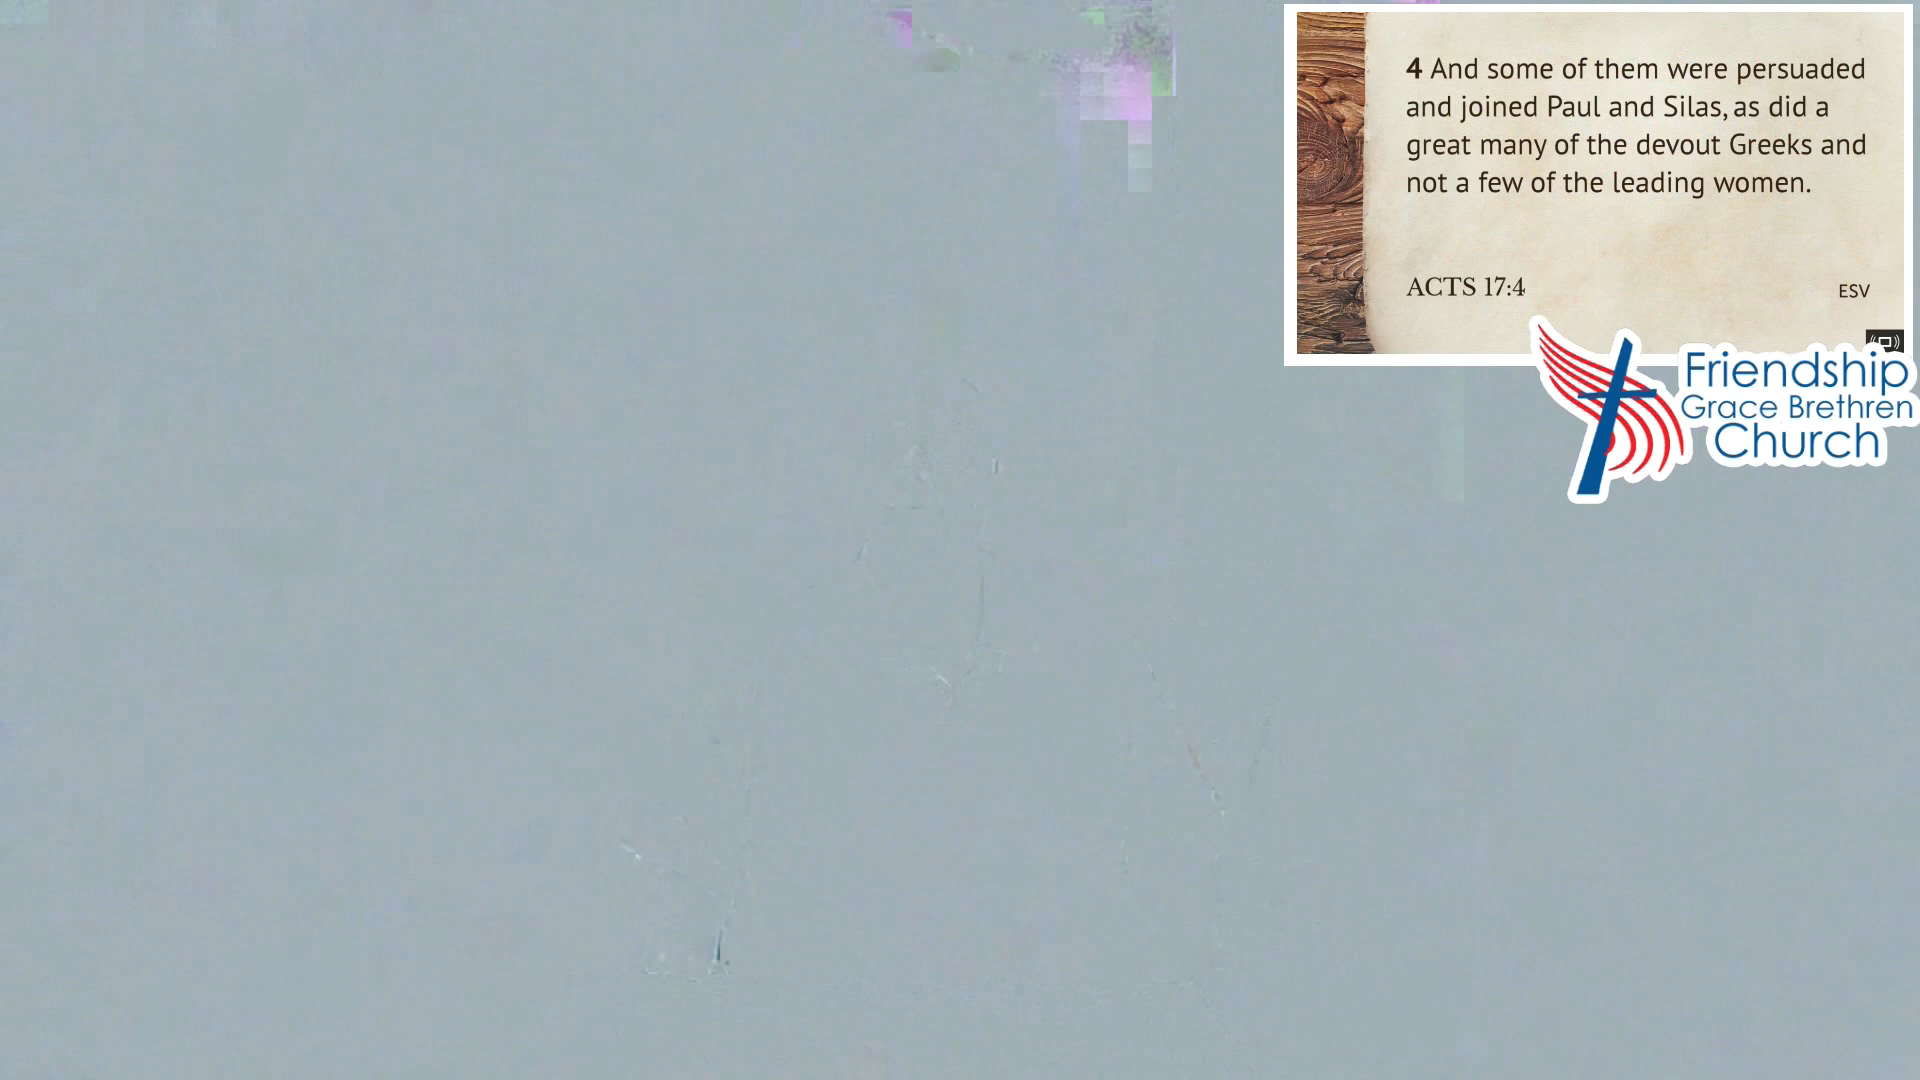 4 And some of them were persuaded
and joined Paul and Silas, as did a
great many of the devout Greeks and
not a few of the leading women.
ACTS 17:4
ESV
Friendship
Grace Brethren
Church